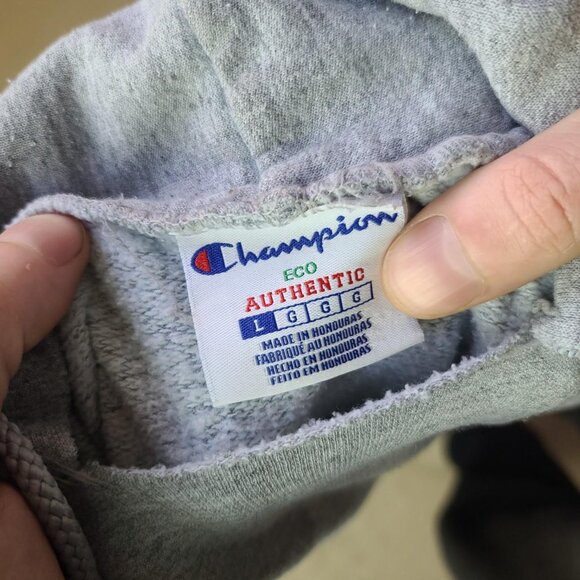 Champion
ECO
AUTHENTIC
L G G G
MADE IN HONDURAS
FABRIQUÉ AU HONDURAS
HECHO EN HONDURAS
FEITO EM HONDURAS